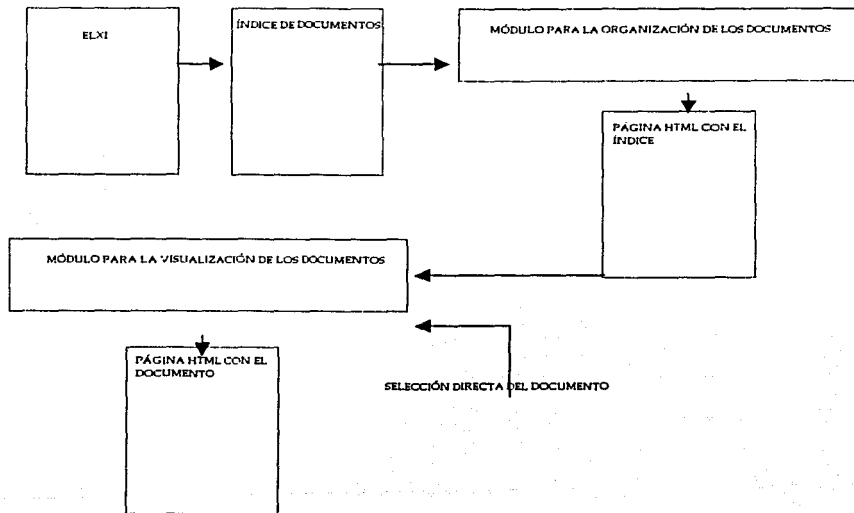 ELXI
ÍNDICE DE DOCUMENTOS
MÓDULO PARA LA ORGANIZACIÓN DE LOS DOCUMENTOS
PÁGINA HTML CON EL
ÍNDICE
MÓDULO PARA LA VISUALIZACIÓN DE LOS DOCUMENTOS
PÁGINA HTML CON EL
DOCUMENTO
SELECCIÓN DIRECTA DEL DOCUMENTO